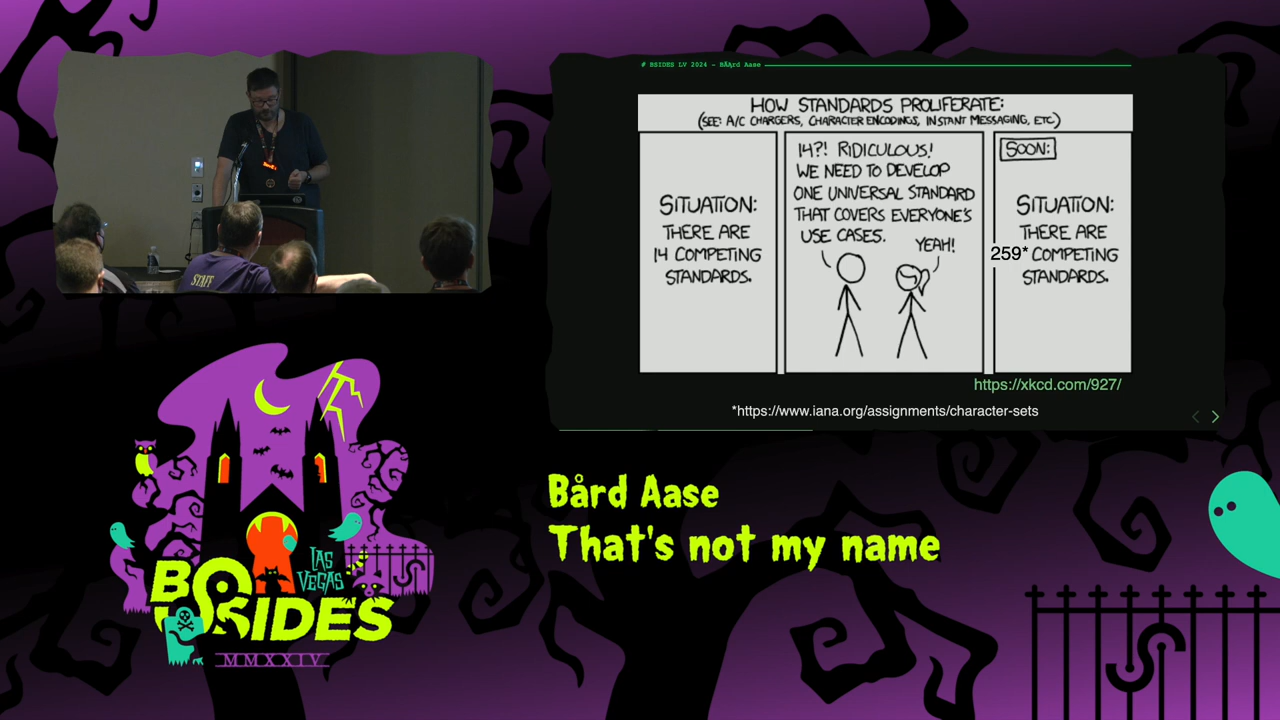 # BSIDES LV 2024 - BÃ¥rd Aase
HOW STANDARDS PROLIFERATE:
(SEE: A/C CHARGERS, CHARACTER ENCODINGS, INSTANT MESSAGING, ETC.)
SITUATION:
THERE ARE
14 COMPETING
STANDARDS.
14?! RIDICULOUS!
WE NEED TO DEVELOP
ONE UNIVERSAL STANDARD
THAT COVERS EVERYONE'S
USE CASES.
YEAH!
SOON:
SITUATION:
THERE ARE
259* COMPETING
STANDARDS.
https://xkcd.com/927/
*https://www.iana.org/assignments/character-sets
STAFF
Bård Aase
That's not my name
LAS
VEGAS
BSIDES
MMXXIV